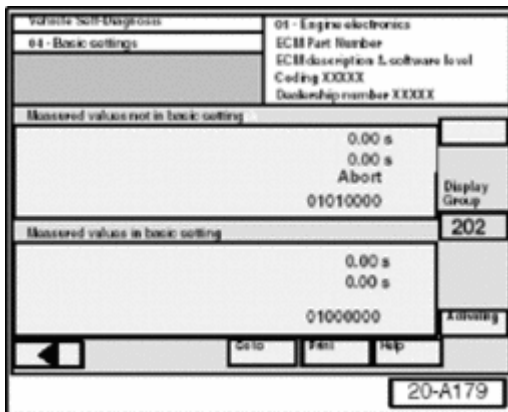 Vehicle Self-Diagnosis
04 - Basic settings
01 - Engine electronics
ECM Part Number
ECM description & software level
Coding XXXXX
Dealership number XXXXX
Measured values not in basic setting
0.00 s
0.00 s
Abort
01010000
Display
Group
202
Measured values in basic setting
0.00 s
0.00 s
01000000
Activating
Go to
Print
Help
20-A179